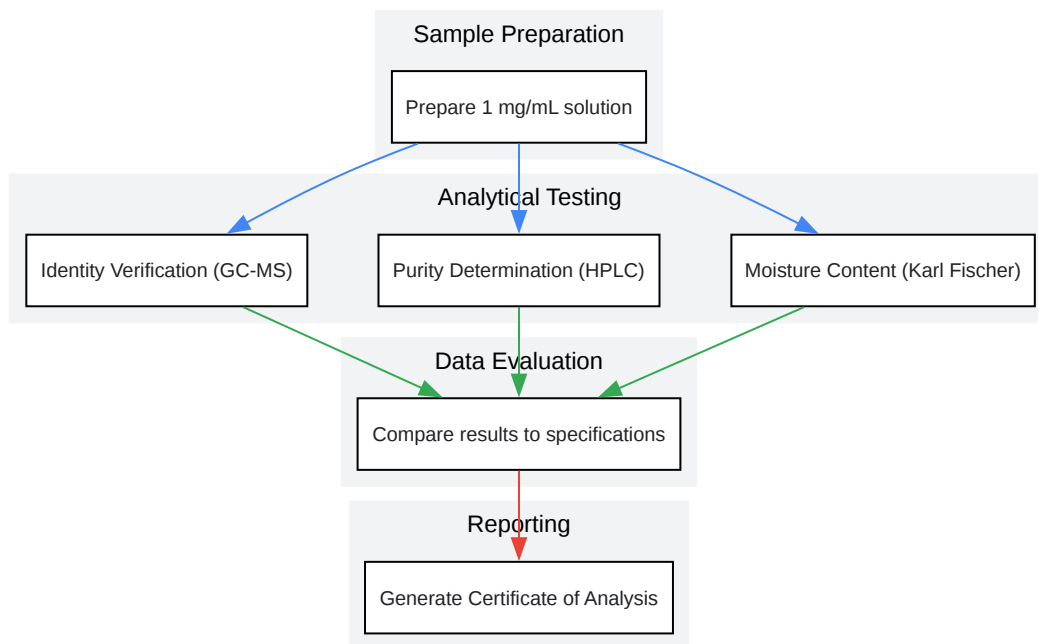 Sample Preparation
Prepare 1 mg/mL solution
Analytical Testing
Identity Verification (GC-MS)
Purity Determination (HPLC)
Moisture Content (Karl Fischer)
Data Evaluation
Compare results to specifications
Reporting
Generate Certificate of Analysis